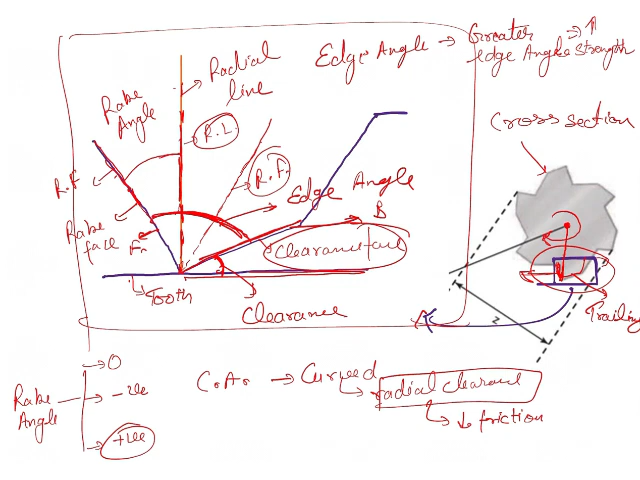 Edge Angle → Greater edge Angle ⇒ ↑ strength
Radial line
Rake Angle
Cross section
R.L.
R.F.
R.F.
Edge Angle
Rake face
B
Clearance face
Tooth
Clearance
A
Trailing
z
Rake Angle
→ 0
→ -ve
→ +ve
C.A. → Curved
↳ radial clearance
↳ ↓ friction